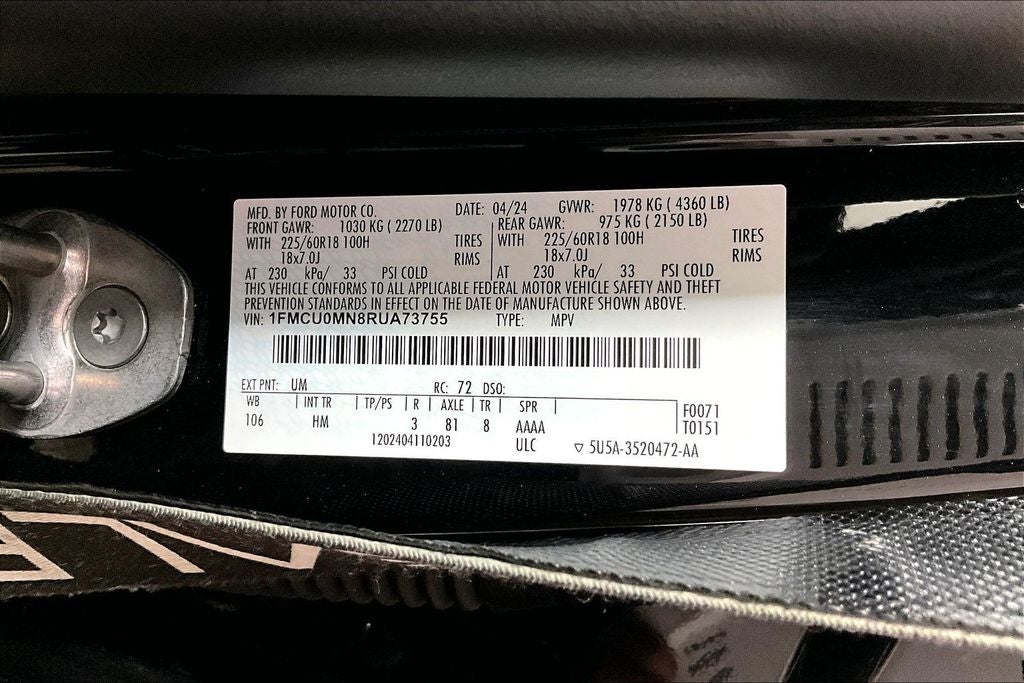 MFD. BY FORD MOTOR CO. DATE: 04/24 GVWR: 1978 KG ( 4360 LB)
FRONT GAWR: 1030 KG ( 2270 LB) REAR GAWR: 975 KG ( 2150 LB)
WITH 225/60R18 100H TIRES WITH 225/60R18 100H TIRES
18x7.0J RIMS 18x7.0J RIMS
AT 230 kPa/ 33 PSI COLD AT 230 kPa/ 33 PSI COLD
THIS VEHICLE CONFORMS TO ALL APPLICABLE FEDERAL MOTOR VEHICLE SAFETY AND THEFT
PREVENTION STANDARDS IN EFFECT ON THE DATE OF MANUFACTURE SHOWN ABOVE.
VIN: 1FMCU0MN8RUA73755 TYPE: MPV
EXT PNT: UM RC: 72 DSO:
WB | INT TR | TP/PS | R | AXLE | TR | SPR | F0071
106 HM 3 81 8 AAAA T0151
1202404110203 ULC ▽ 5U5A-3520472-AA